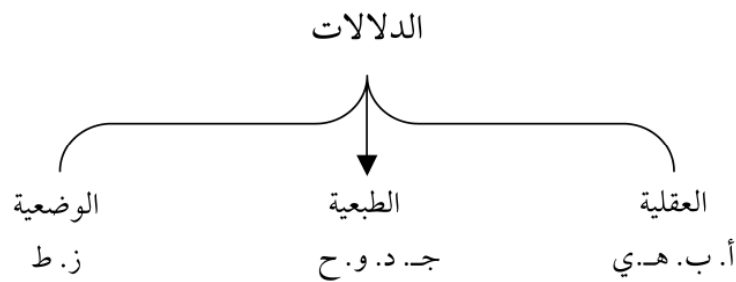 الدلالات
العقلية الطبعية الوضعية
أ. ب. هـ.ي جـ. د. و. ح ز. ط